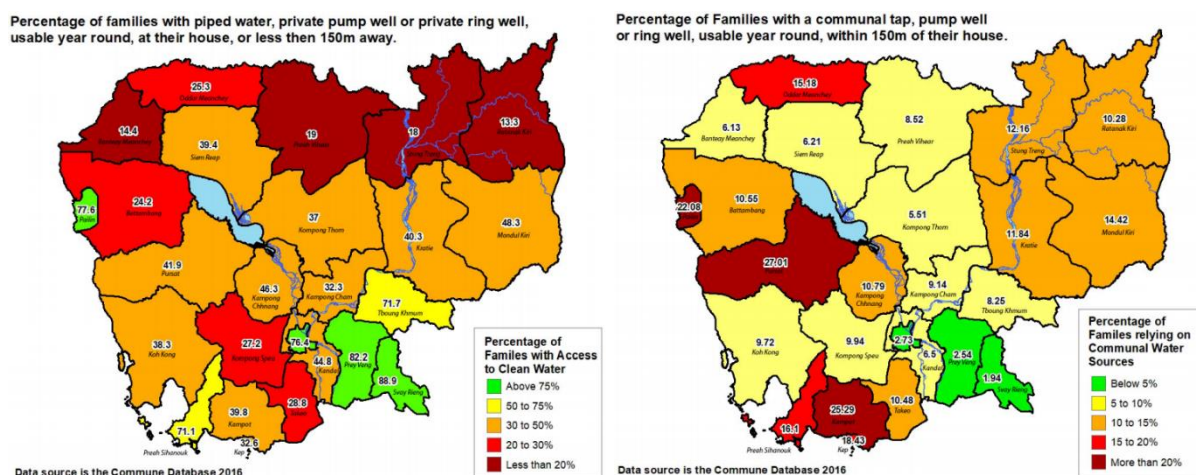 Percentage of families with piped water, private pump well or private ring well,
usable year round, at their house, or less then 150m away.
25.3
Oddar Meanchey
14.4
Banteay Meanchey
39.4
Siem Reap
19
Preah Vihear
18
Stung Treng
13.3
Ratanak Kiri
77.6
Pailin
24.2
Battambang
37
Kampong Thom
40.3
Kratie
48.3
Mondul Kiri
41.9
Pursat
46.3
Kampong
Chhnang
32.3
Kampong Cham
71.7
Tboung Khmum
38.3
Koh Kong
27.2
Kampong Speu
76.4
44.8
Kandal
82.2
Prey Veng
88.9
Svay Rieng
28.8
Takeo
39.8
Kampot
71.1
Preah Sihanouk
32.6
Kep
Percentage of
Familes with Access
to Clean Water
Above 75%
50 to 75%
30 to 50%
20 to 30%
Less than 20%
Data source is the Commune Database 2016
Percentage of Families with a communal tap, pump well
or ring well, usable year round, within 150m of their house.
15.18
Oddar Meanchey
6.13
Banteay Meanchey
6.21
Siem Reap
8.52
Preah Vihear
12.16
Stung Treng
10.28
Ratanak Kiri
22.08
10.55
Battambang
5.51
Kampong Thom
11.84
Kratie
14.42
Mondul Kiri
27.01
10.79
Kampong
Chhnang
9.14
Kampong Cham
8.25
Tboung Khmum
9.72
Koh Kong
9.94
Kampong Speu
2.73
6.5
Kandal
2.54
Prey Veng
1.94
Svay Rieng
10.48
Takeo
25.29
Kampot
16.1
Preah Sihanouk
18.43
Kep
Percentage of
Familes relying on
Communal Water
Sources
Below 5%
5 to 10%
10 to 15%
15 to 20%
More than 20%
Data source is the Commune Database 2016